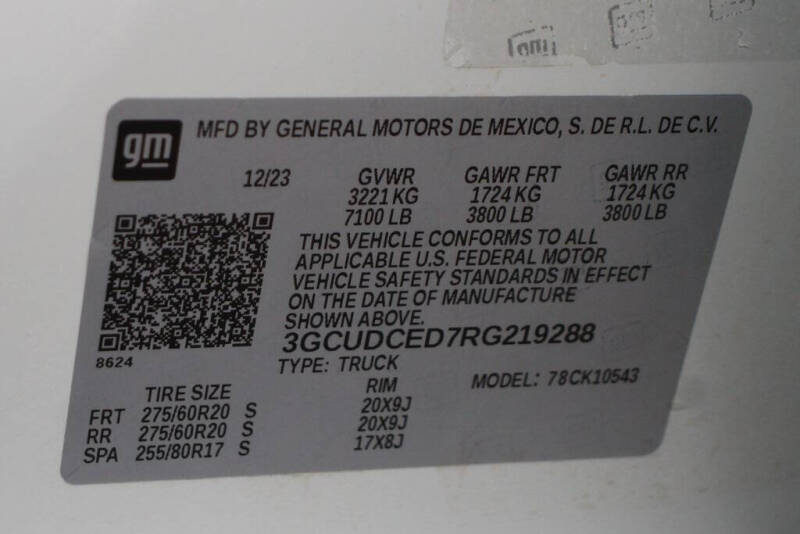 gm
gm MFD BY GENERAL MOTORS DE MEXICO, S. DE R.L. DE C.V.
12/23 GVWR GAWR FRT GAWR RR
3221 KG 1724 KG 1724 KG
7100 LB 3800 LB 3800 LB
THIS VEHICLE CONFORMS TO ALL
APPLICABLE U.S. FEDERAL MOTOR
VEHICLE SAFETY STANDARDS IN EFFECT
ON THE DATE OF MANUFACTURE
SHOWN ABOVE.
3GCUDCED7RG219288
8624
TYPE: TRUCK
MODEL: 78CK10543
TIRE SIZE RIM
FRT 275/60R20 S 20X9J
RR 275/60R20 S 20X9J
SPA 255/80R17 S 17X8J